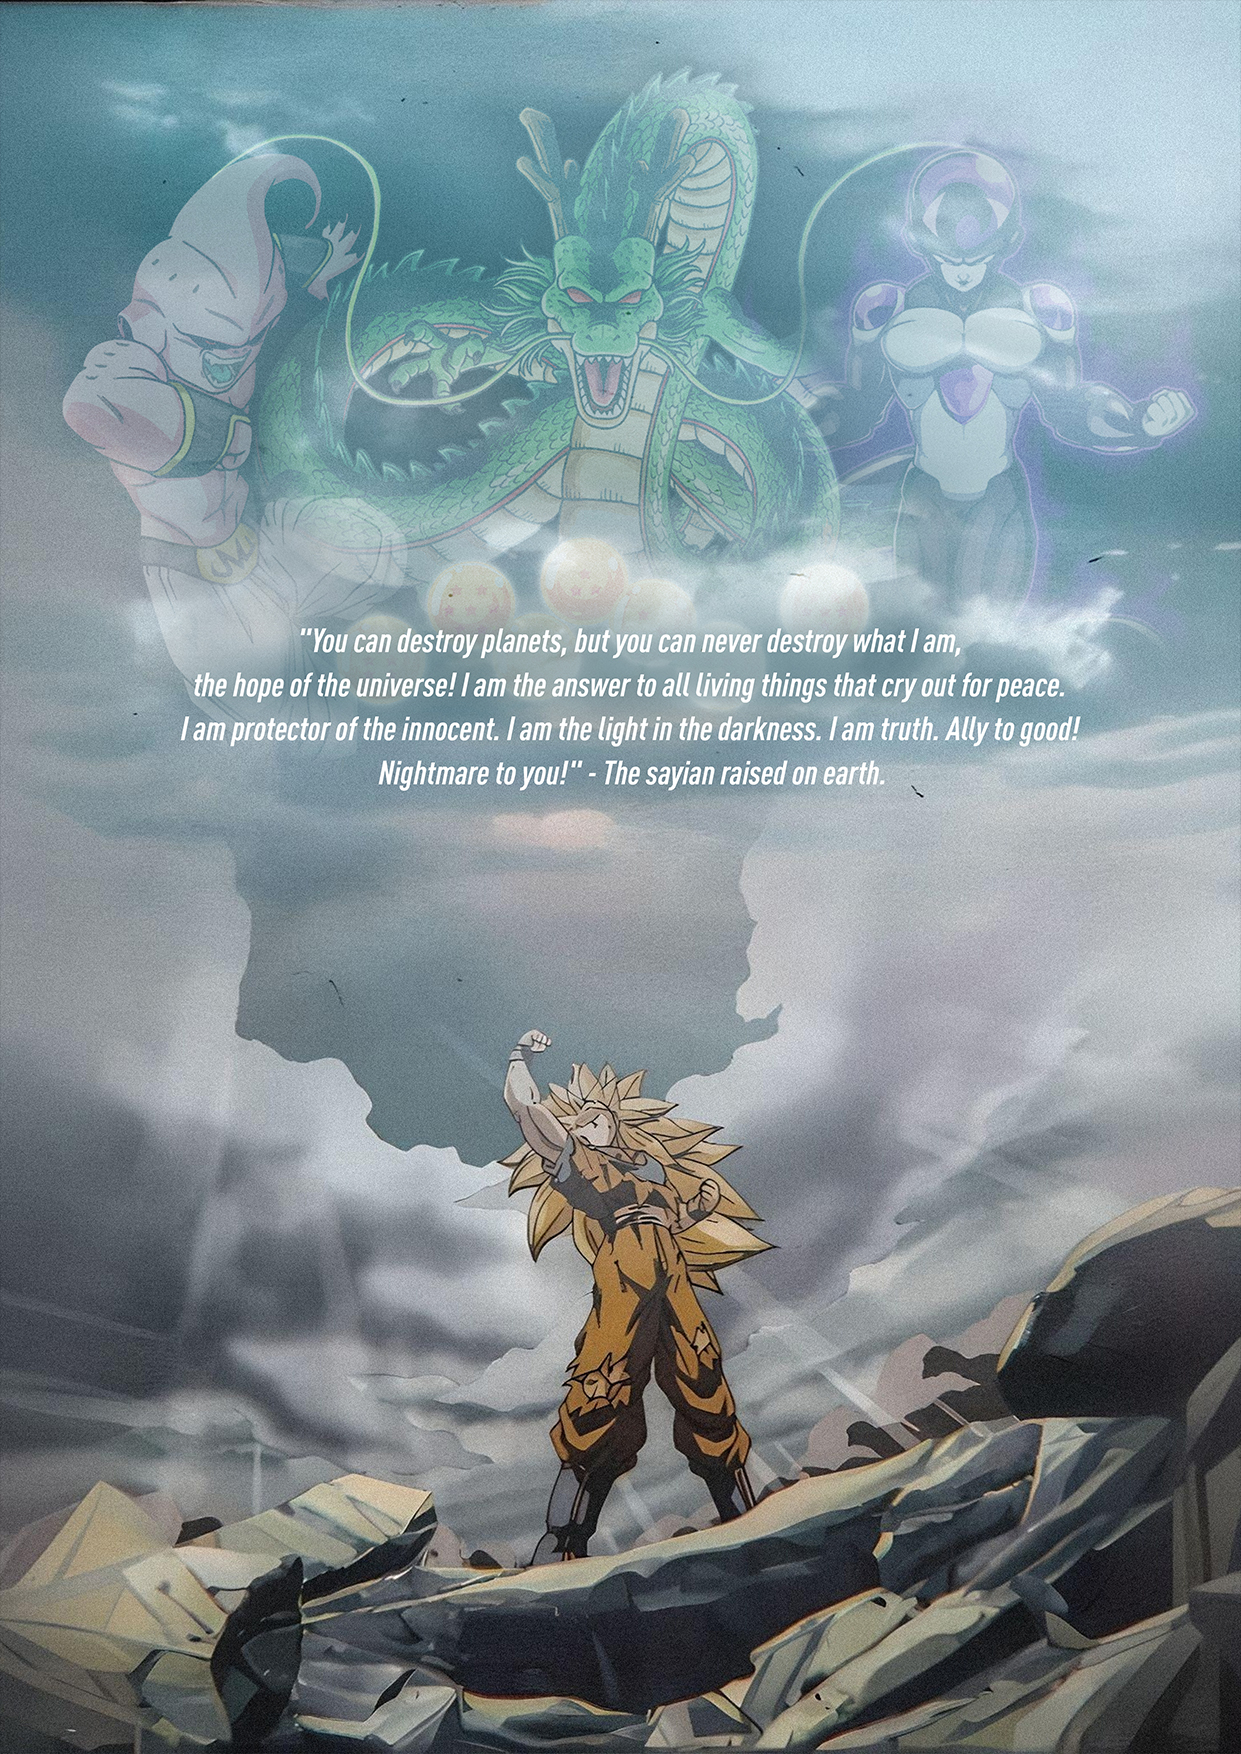 "You can destroy planets, but you can never destroy what I am,
the hope of the universe! I am the answer to all living things that cry out for peace.
I am protector of the innocent. I am the light in the darkness. I am truth. Ally to good!
Nightmare to you!" - The sayian raised on earth.